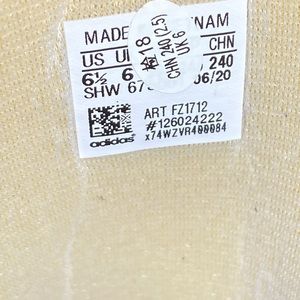 MADE NAM
US U CHN
6½ 6 240
SHW 67 06/20
18
CHN 240(2.5)
UK 6
ART FZ1712
#126024222
x74WZVR400084
adidas